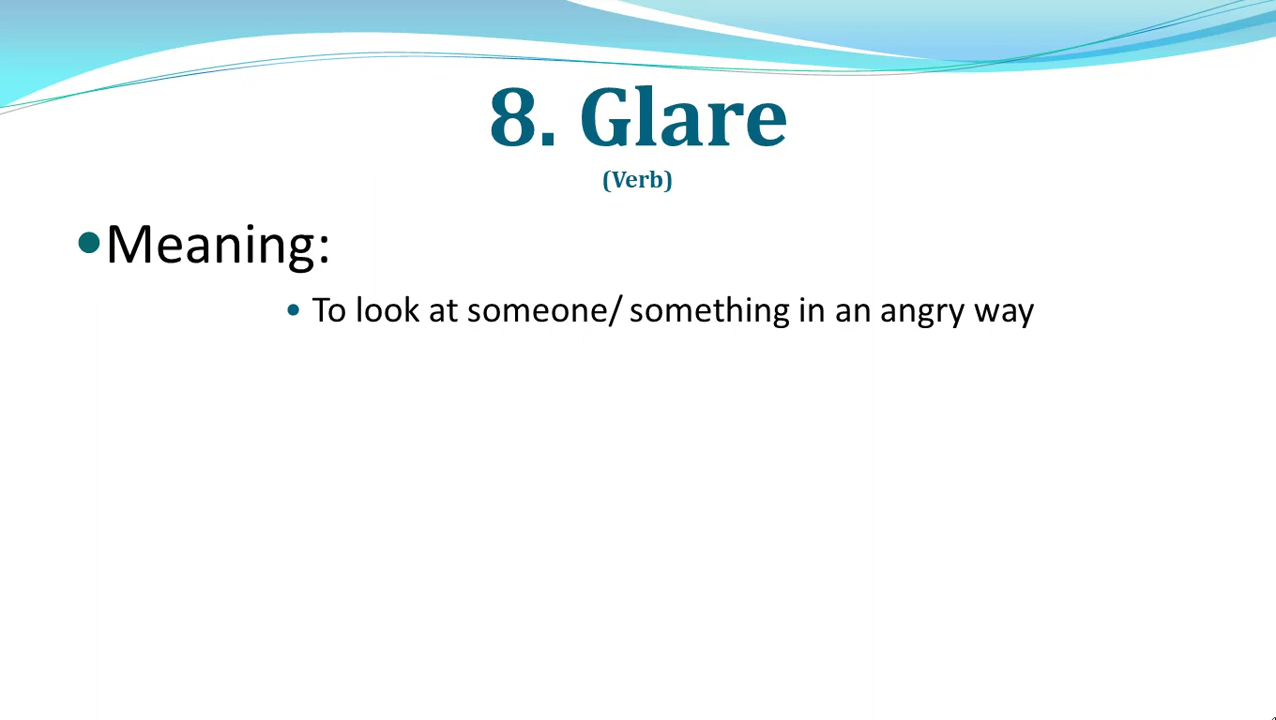 8. Glare
(Verb)
•Meaning:
• To look at someone/ something in an angry way